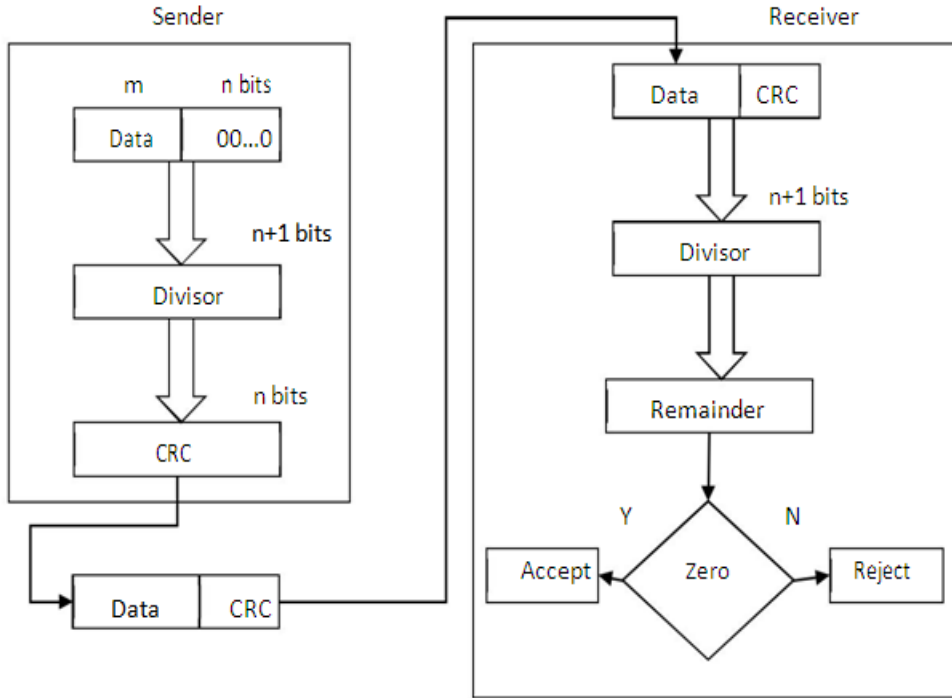 Sender
m
n bits
Data
00...0
n+1 bits
Divisor
n bits
CRC
Data
CRC
Receiver
Data
CRC
n+1 bits
Divisor
Remainder
Y
N
Accept
Zero
Reject